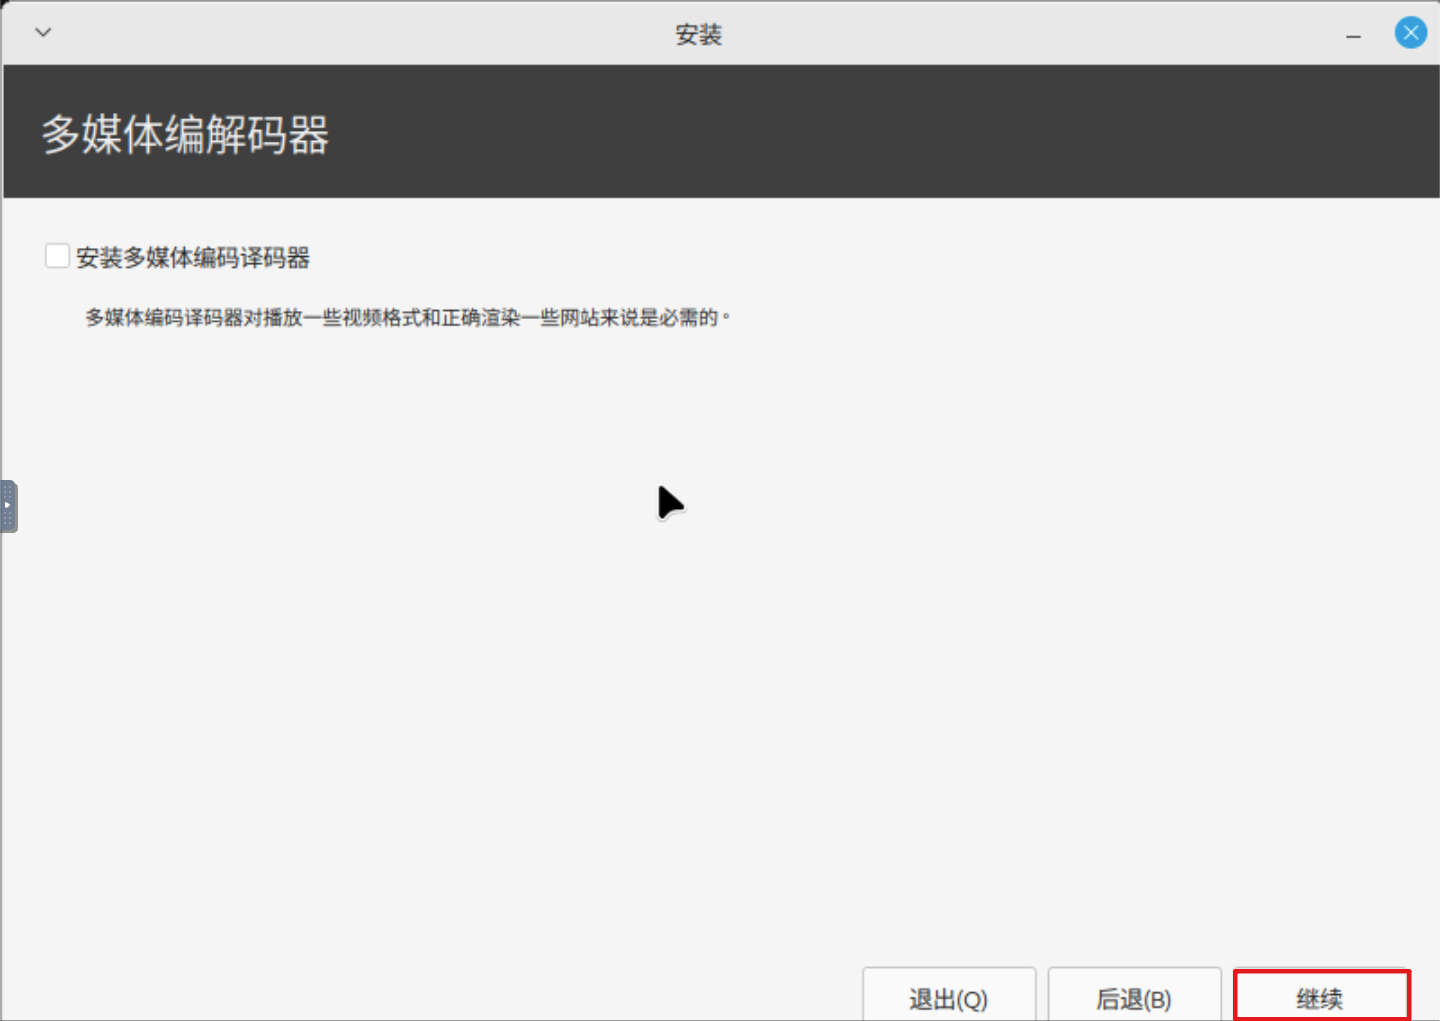 安装
多媒体编解码器
安装多媒体编码译码器
多媒体编码译码器对播放一些视频格式和正确渲染一些网站来说是必需的。
退出(Q) 后退(B) 继续